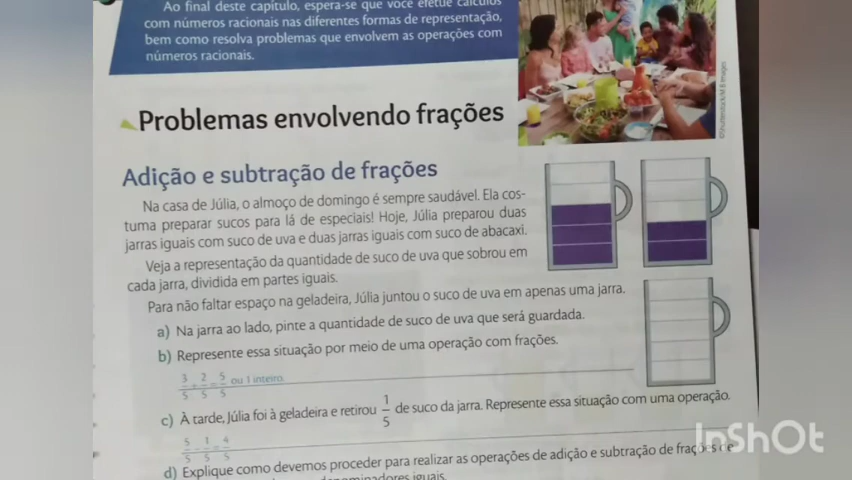 Ao final deste capítulo, espera-se que você efetue cálculos
com números racionais nas diferentes formas de representação,
bem como resolva problemas que envolvem as operações com
números racionais.
Problemas envolvendo frações
Adição e subtração de frações
Na casa de Júlia, o almoço de domingo é sempre saudável. Ela cos-
tuma preparar sucos para lá de especiais! Hoje, Júlia preparou duas
jarras iguais com suco de uva e duas jarras iguais com suco de abacaxi.
Veja a representação da quantidade de suco de uva que sobrou em
cada jarra, dividida em partes iguais.
Para não faltar espaço na geladeira, Júlia juntou o suco de uva em apenas uma jarra.
a) Na jarra ao lado, pinte a quantidade de suco de uva que será guardada.
b) Represente essa situação por meio de uma operação com frações.
3/5 + 2/5 = 5/5 ou 1 inteiro.
c) À tarde, Júlia foi à geladeira e retirou 1/5 de suco da jarra. Represente essa situação com uma operação.
5/5 - 1/5 = 4/5
d) Explique como devemos proceder para realizar as operações de adição e subtração de frações de
denominadores iguais.
InShOt